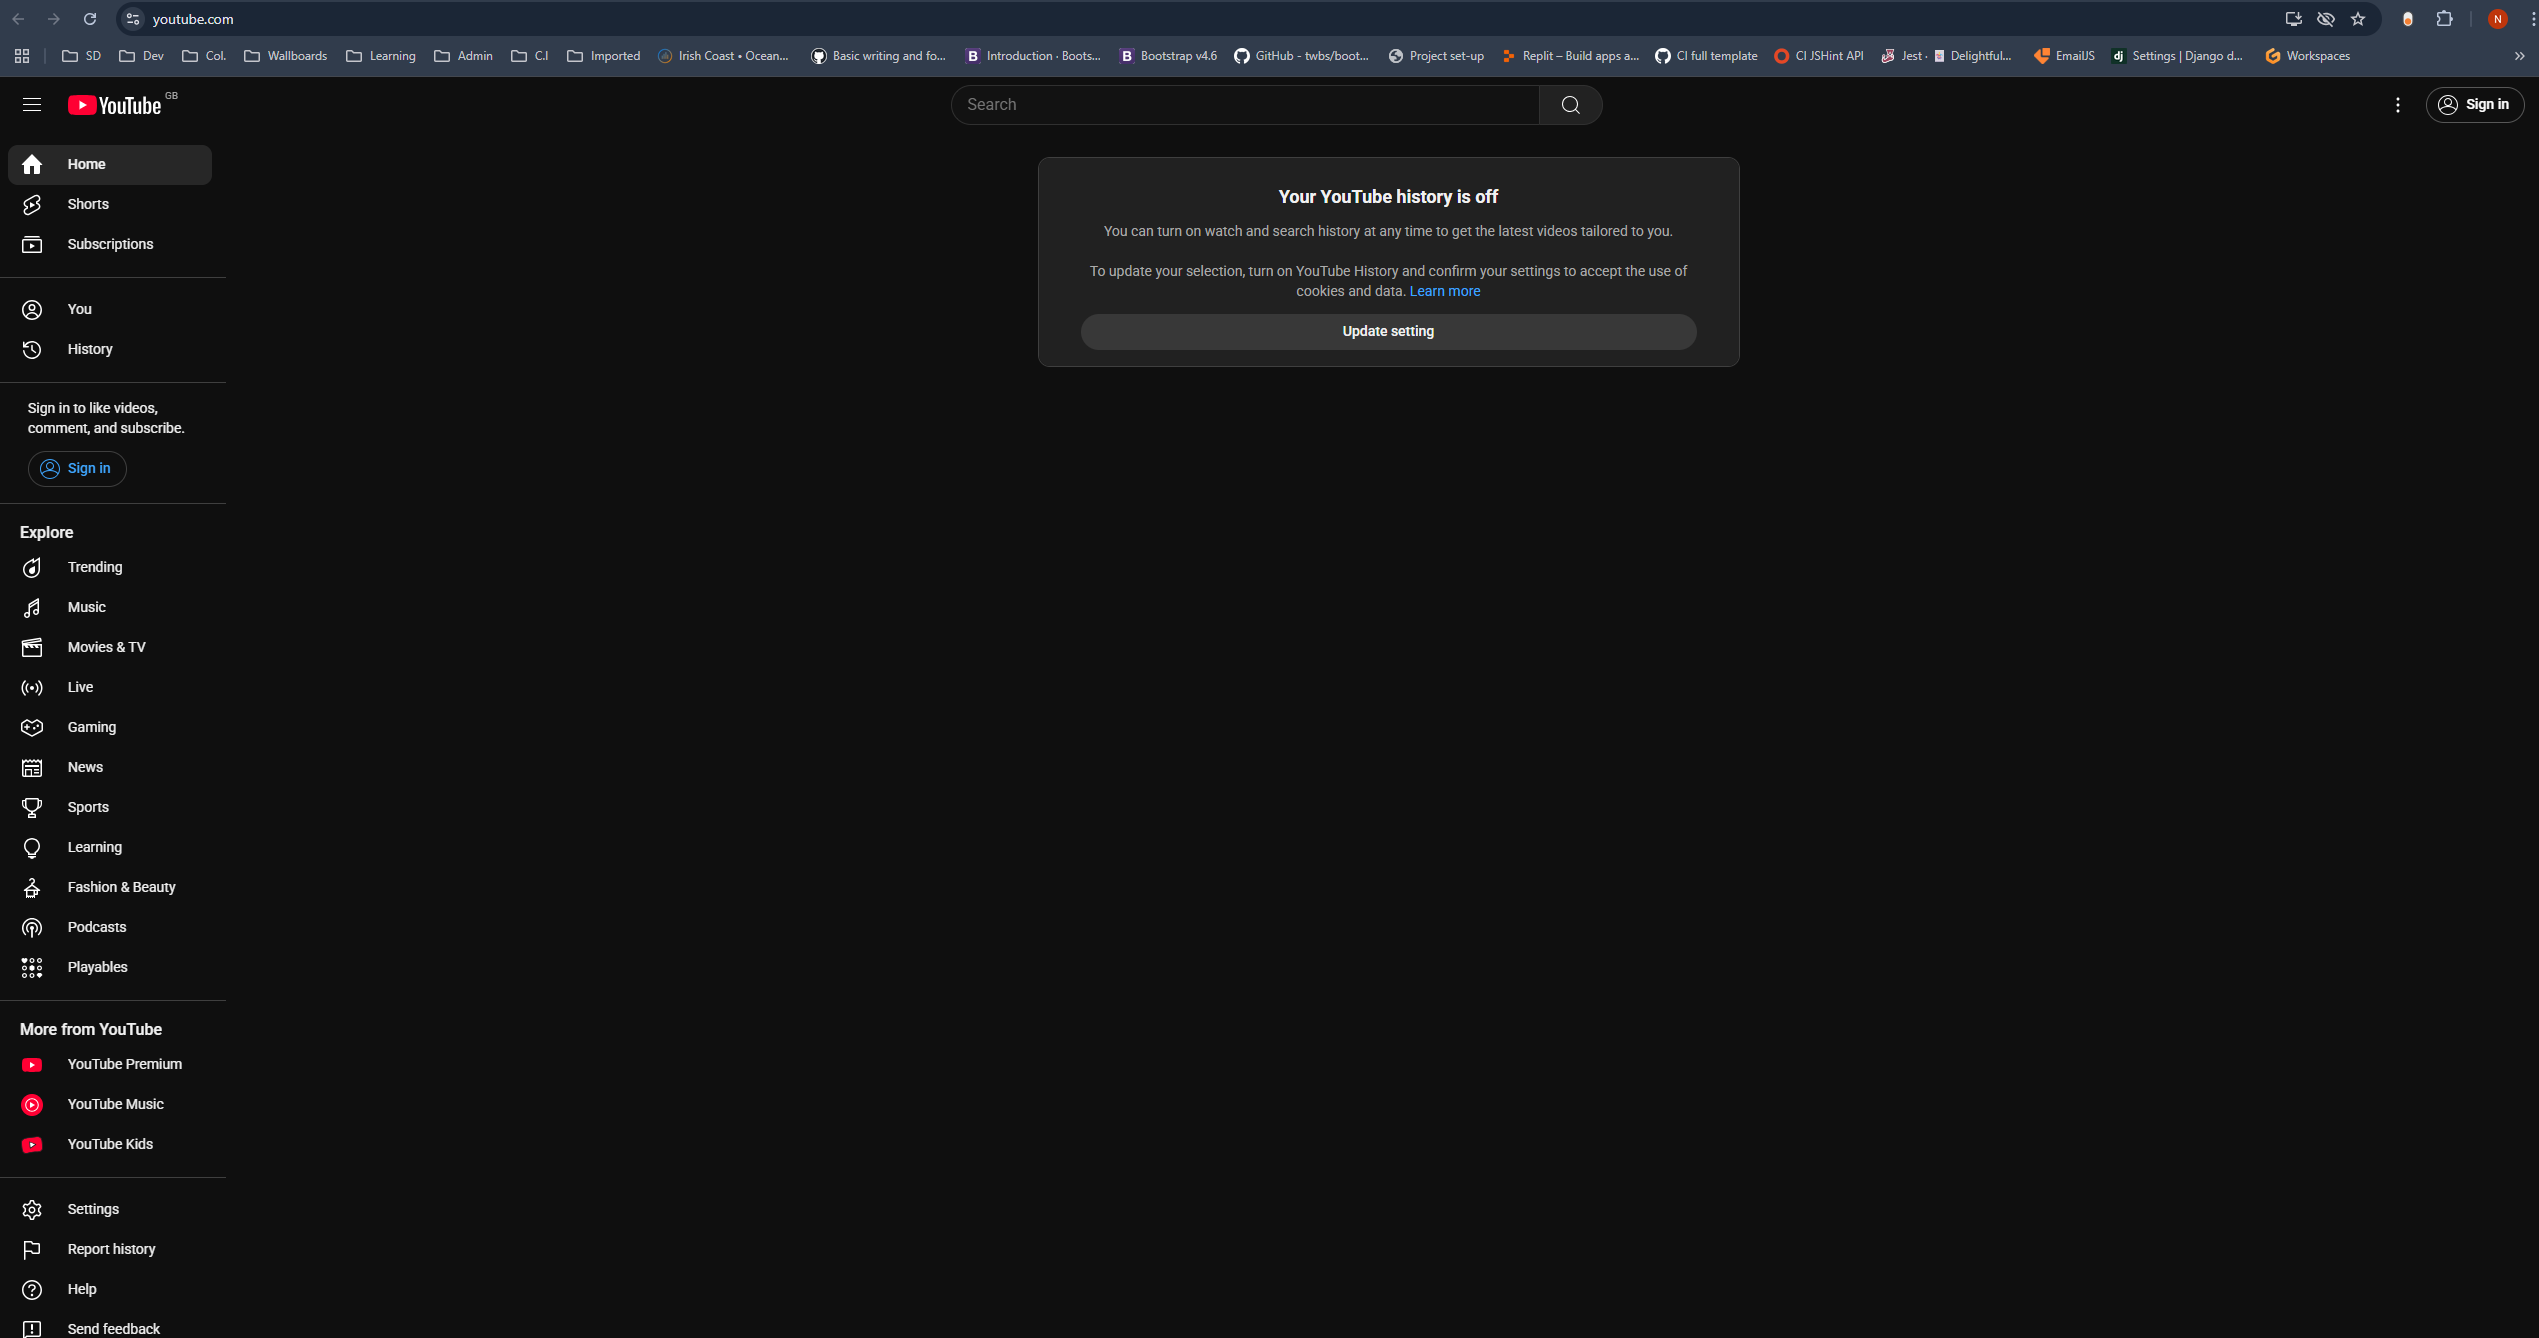 youtube.com
N
SD
Dev
Col.
Wallboards
Learning
Admin
C.I
Imported
Irish Coast • Ocean...
Basic writing and fo...
B Introduction · Boots...
B Bootstrap v4.6
GitHub - twbs/boot...
Project set-up
Replit – Build apps a...
CI full template
CI JSHint API
Jest · Delightful...
EmailJS
dj Settings | Django d...
Workspaces
YouTube GB
Search
Sign in
Home
Shorts
Subscriptions
You
History
Sign in to like videos,
comment, and subscribe.
Sign in
Explore
Trending
Music
Movies & TV
Live
Gaming
News
Sports
Learning
Fashion & Beauty
Podcasts
Playables
More from YouTube
YouTube Premium
YouTube Music
YouTube Kids
Settings
Report history
Help
Send feedback
Your YouTube history is off
You can turn on watch and search history at any time to get the latest videos tailored to you.
To update your selection, turn on YouTube History and confirm your settings to accept the use of
cookies and data. Learn more
Update setting